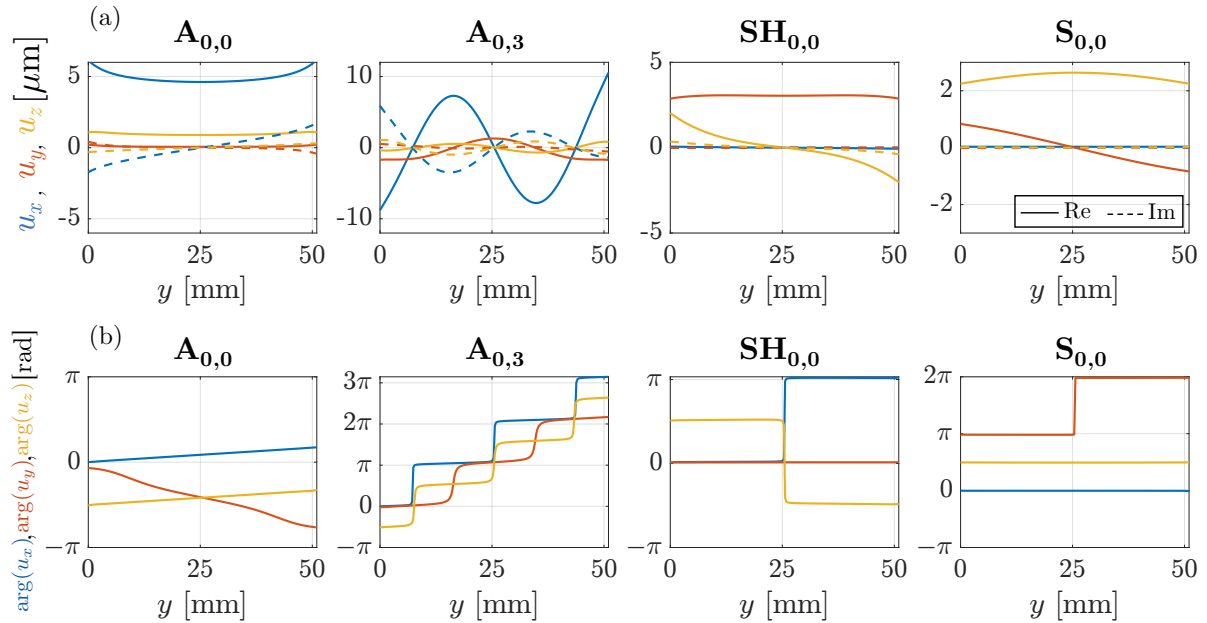 (a)
A0,0
A0,3
SH0,0
S0,0
ux , uy, uz [μm]
5
0
-5
0
25
50
y [mm]
10
0
-10
0
25
50
y [mm]
5
0
-5
0
25
50
y [mm]
2
0
-2
Re
Im
0
25
50
y [mm]
(b)
A0,0
A0,3
SH0,0
S0,0
arg(ux),arg(uy),arg(uz)[rad]
π
0
−π
0
25
50
y [mm]
3π
2π
π
0
−π
0
25
50
y [mm]
π
0
−π
0
25
50
y [mm]
2π
π
0
−π
0
25
50
y [mm]